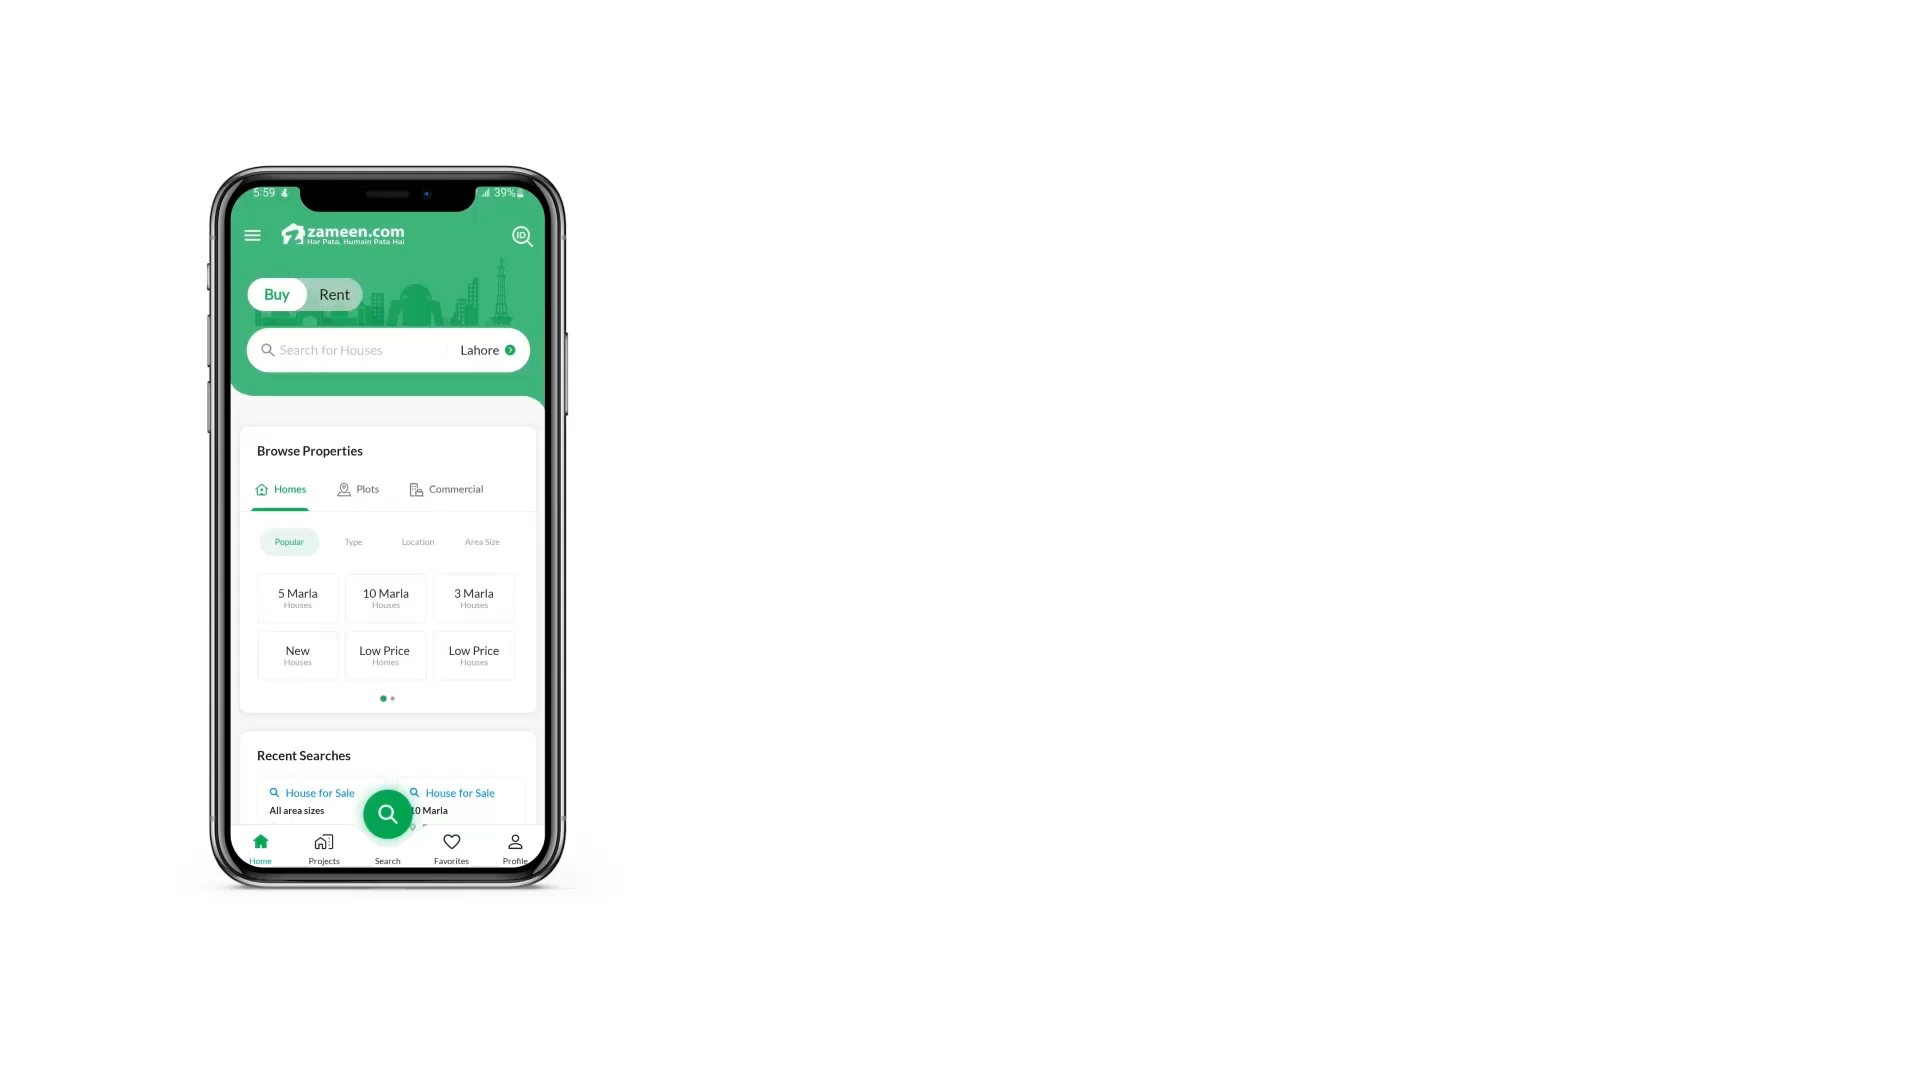 5:59
39%
zameen.com
Har Pata, Humain Pata Hai
ID
Buy Rent
Search for Houses Lahore
Browse Properties
Homes Plots Commercial
Popular Type Location Area Size
5 Marla 10 Marla 3 Marla
Houses Houses Houses
New Low Price Low Price
Houses Homes Houses
Recent Searches
House for Sale House for Sale
All area sizes 10 Marla
Home Projects Search Favorites Profile